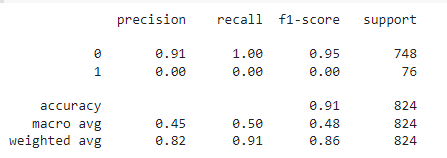 precision recall f1-score support
0 0.91 1.00 0.95 748
1 0.00 0.00 0.00 76
accuracy 0.91 824
macro avg 0.45 0.50 0.48 824
weighted avg 0.82 0.91 0.86 824